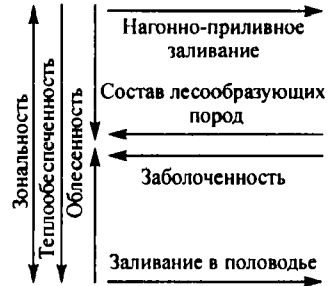 Зональность
Теплообеспеченность
Облесенность
Нагонно-приливное
заливание
Состав лесообразующих
пород
Заболоченность
Заливание в половодье